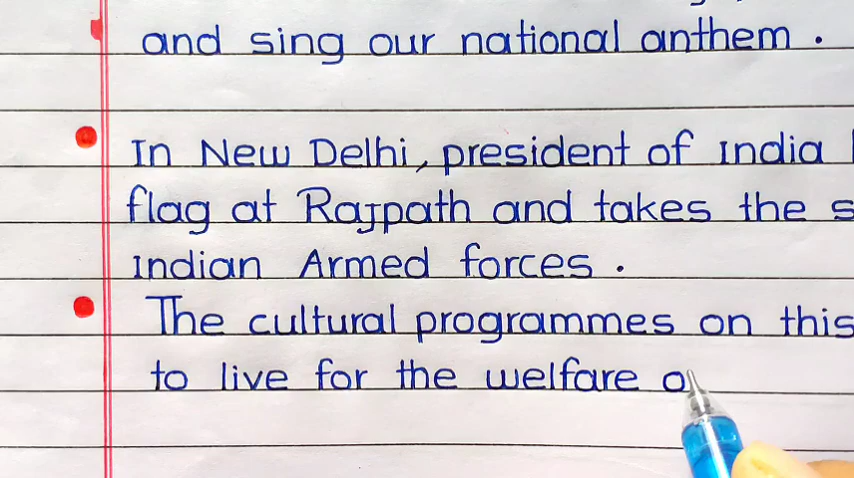 and sing our national anthem .
In New Delhi, president of India
flag at Rajpath and takes the
Indian Armed forces .
The cultural programmes on this
to live for the welfare